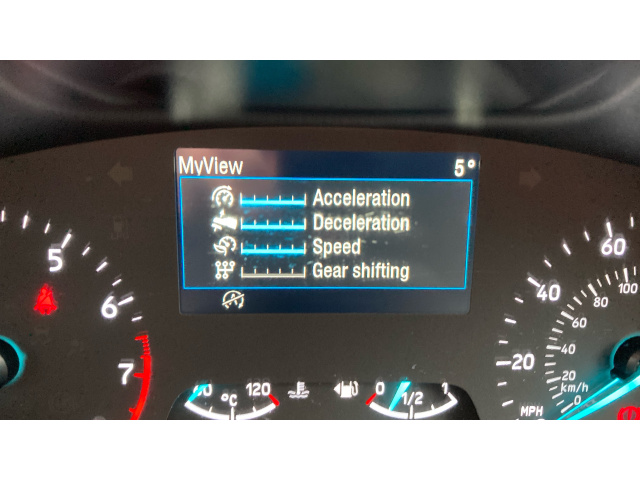 MyView 5°
Acceleration
Deceleration
Speed
Gear shifting
5
6
7
60 120
°C
0 1/2 1
20
40
60
MPH
0
20
40
60
80
100
km/h